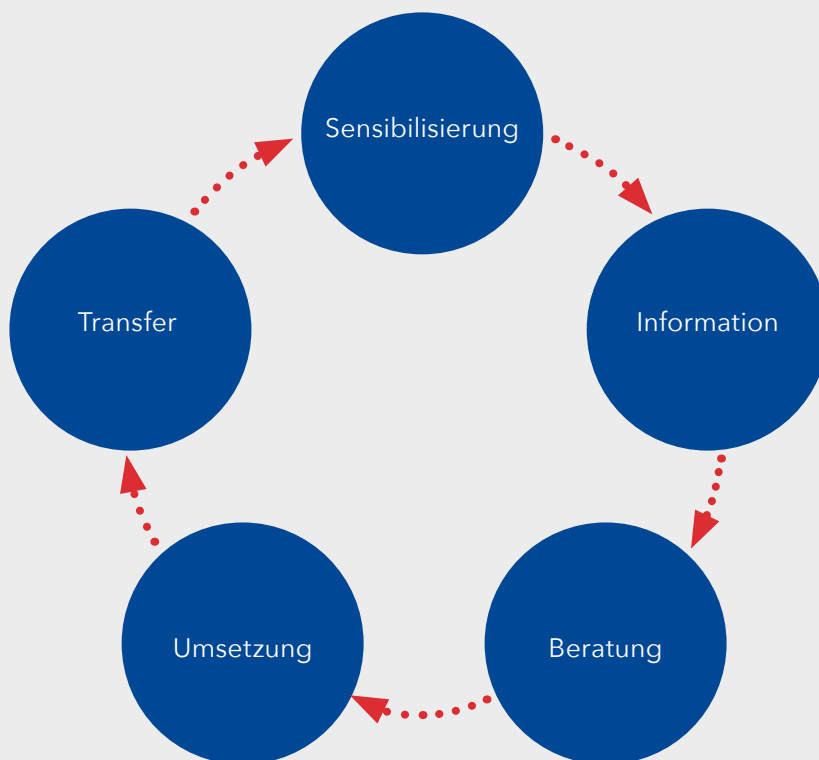 Sensibilisierung
Information
Beratung
Umsetzung
Transfer